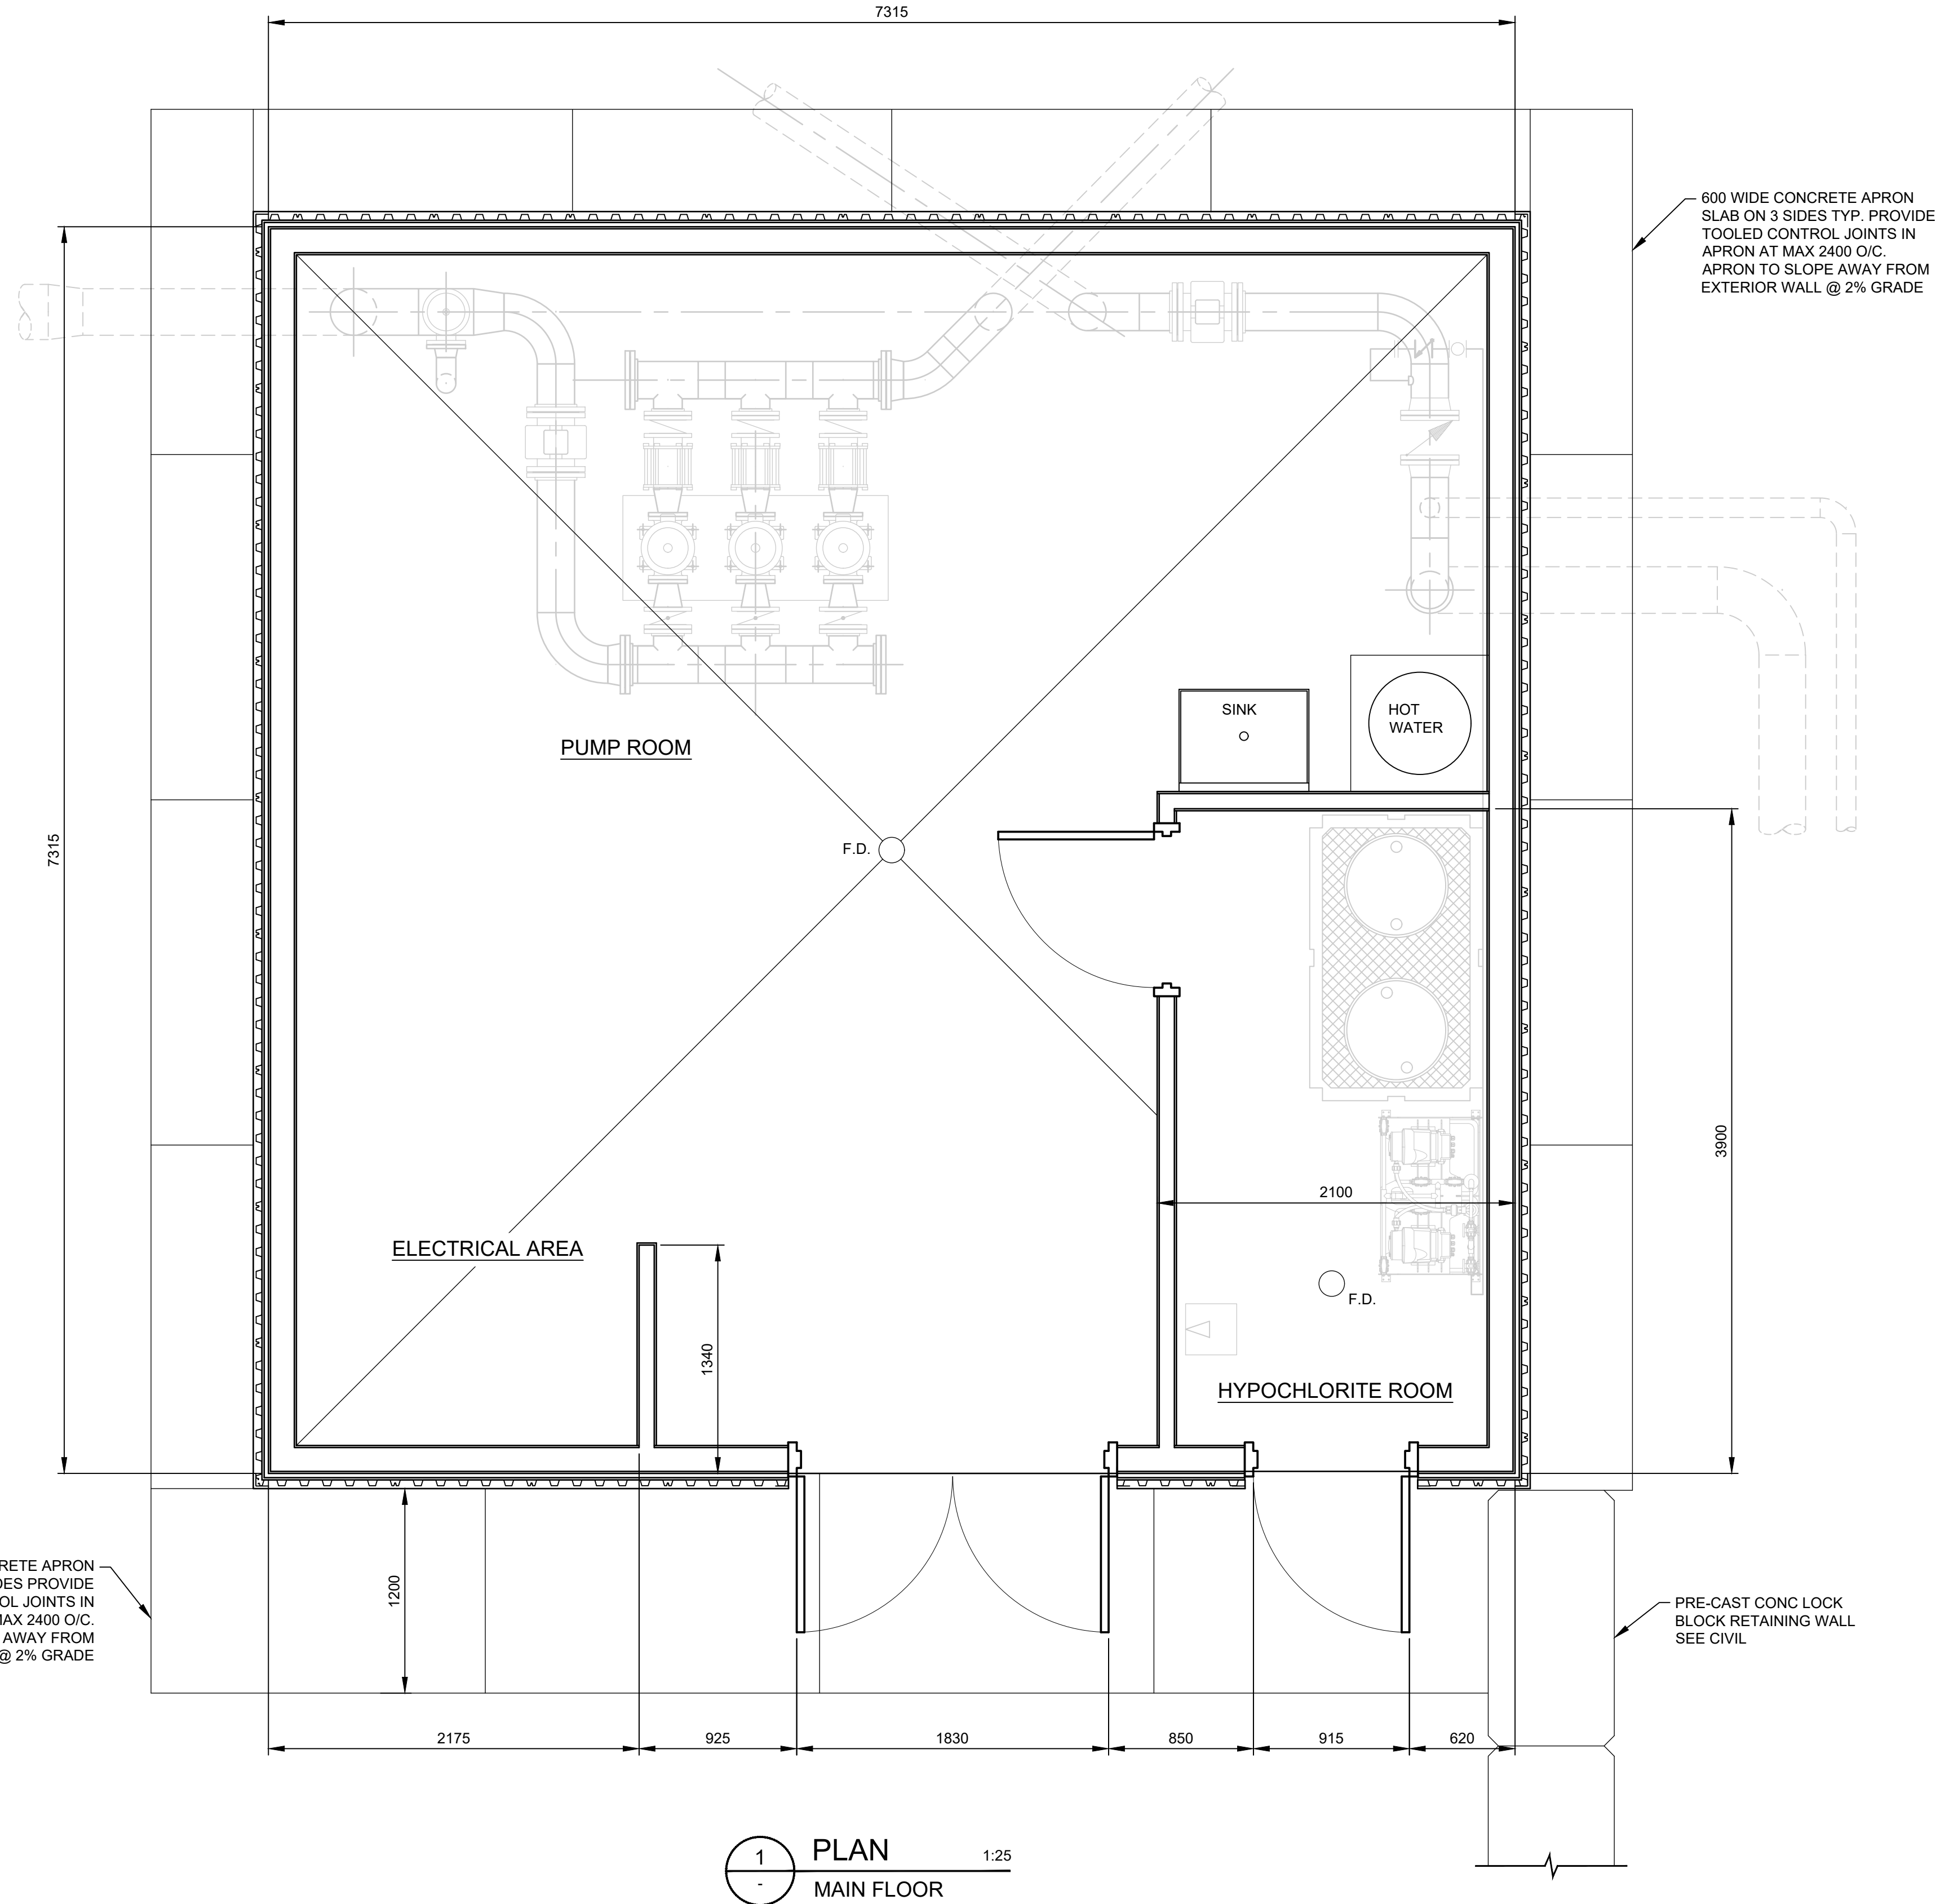 7315
600 WIDE CONCRETE APRON
SLAB ON 3 SIDES TYP. PROVIDE
TOOLED CONTROL JOINTS IN
APRON AT MAX 2400 O/C.
APRON TO SLOPE AWAY FROM
EXTERIOR WALL @ 2% GRADE
SINK
HOT
WATER
PUMP ROOM
7315
F.D.
3900
2100
ELECTRICAL AREA
F.D.
1340
HYPOCHLORITE ROOM
APRON
PROVIDE
JOINTS IN
MAX 2400 O/C.
AWAY FROM
@ 2% GRADE
1200
PRE-CAST CONC LOCK
BLOCK RETAINING WALL
SEE CIVIL
2175
925
1830
850
915
620
1
-
PLAN
1:25
MAIN FLOOR